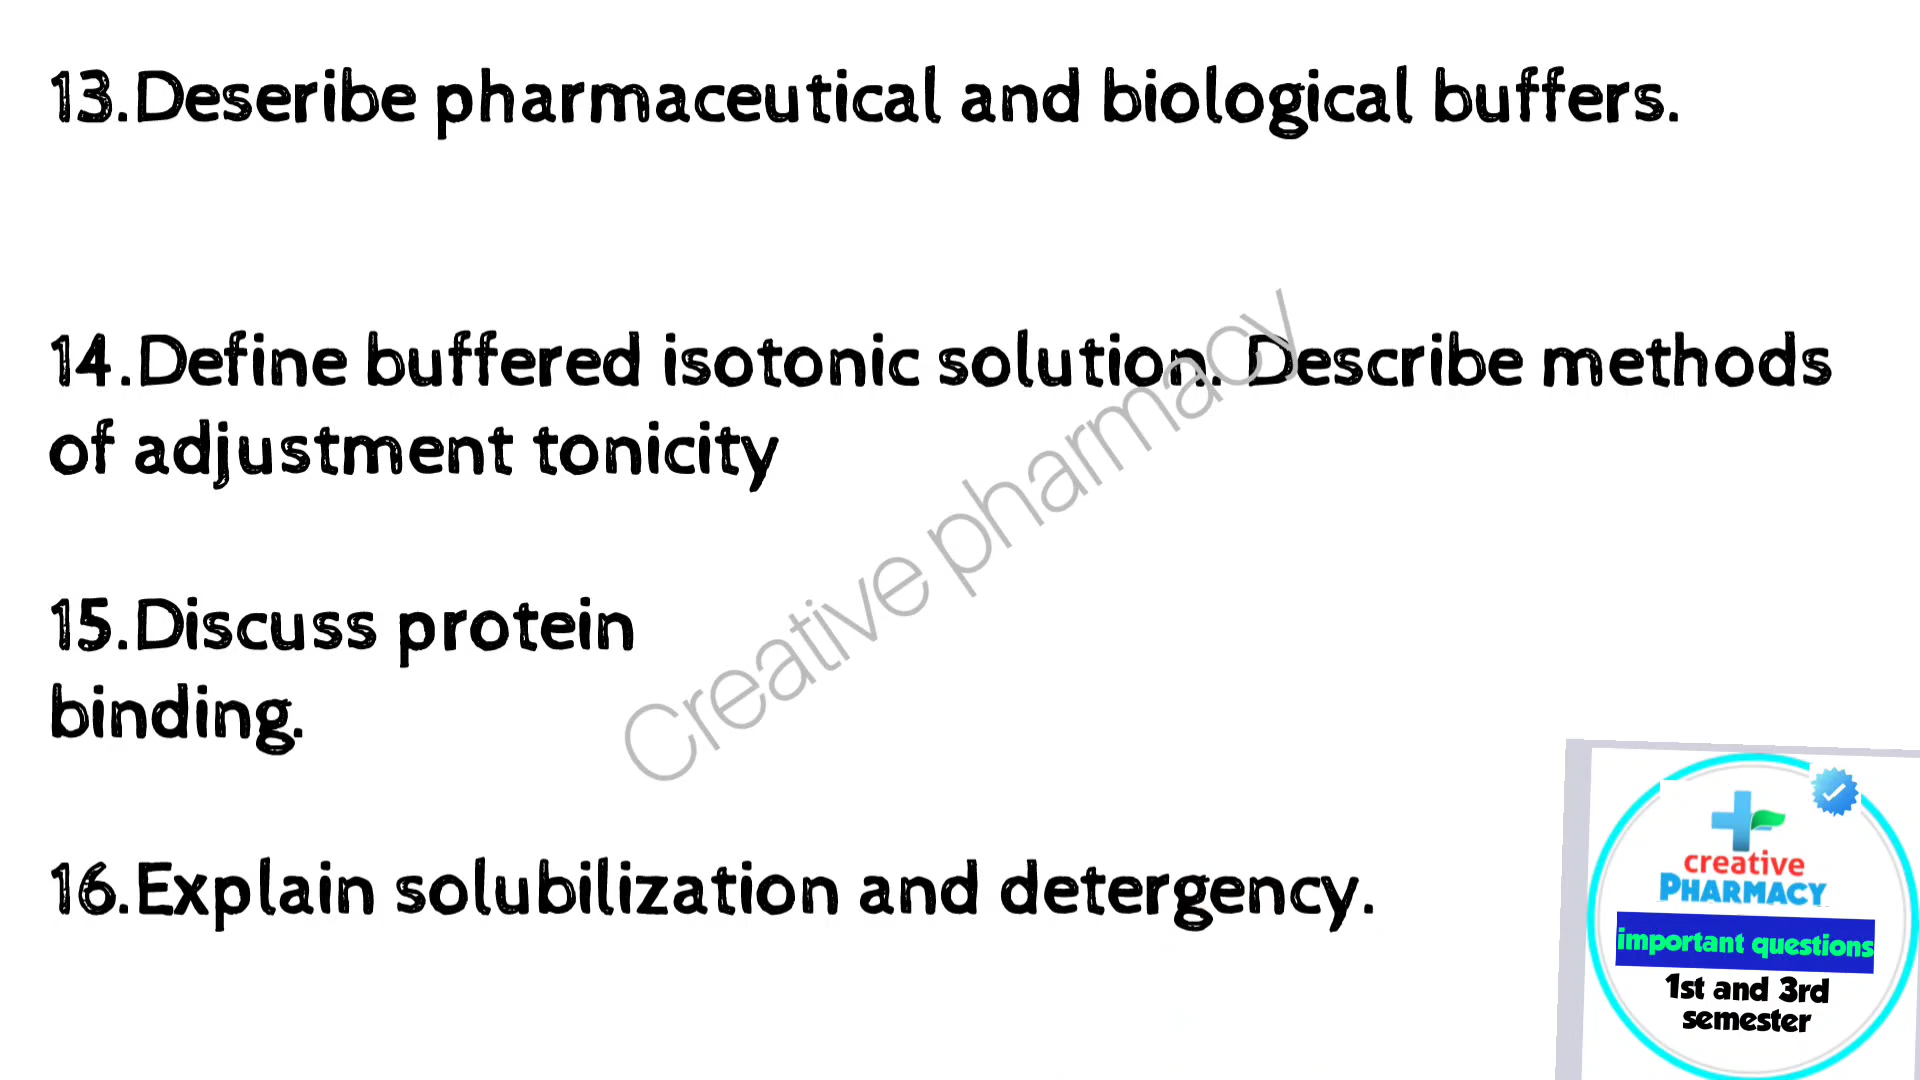 13.Deseribe pharmaceutical and biological buffers.
14.Define buffered isotonic solution. Describe methods
of adjustment tonicity
15.Discuss protein
binding.
16.Explain solubilization and detergency.
Creative pharmacy
creative
PHARMACY
important questions
1st and 3rd
semester